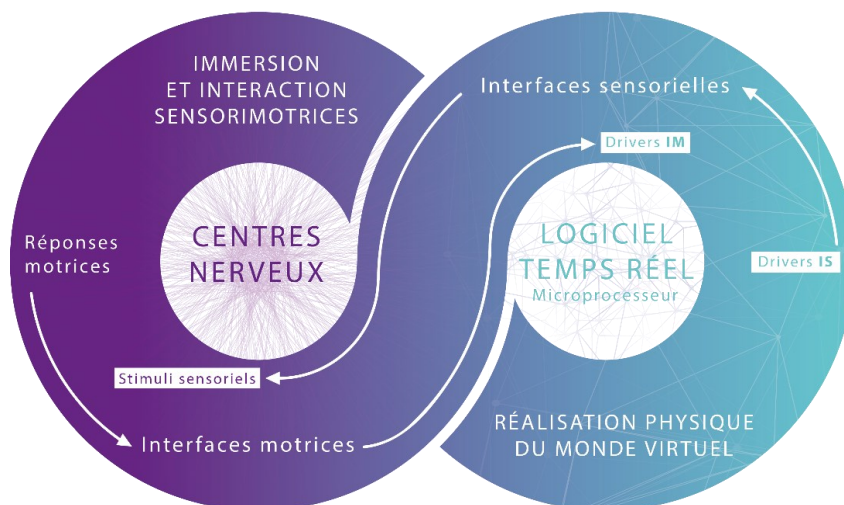 IMMERSION
ET INTERACTION
SENSORIMOTRICES
Interfaces sensorielles
Drivers IM
CENTRES
NERVEUX
LOGICIEL
TEMPS RÉEL
Microprocesseur
Réponses
motrices
Drivers IS
Stimuli sensoriels
Interfaces motrices
RÉALISATION PHYSIQUE
DU MONDE VIRTUEL